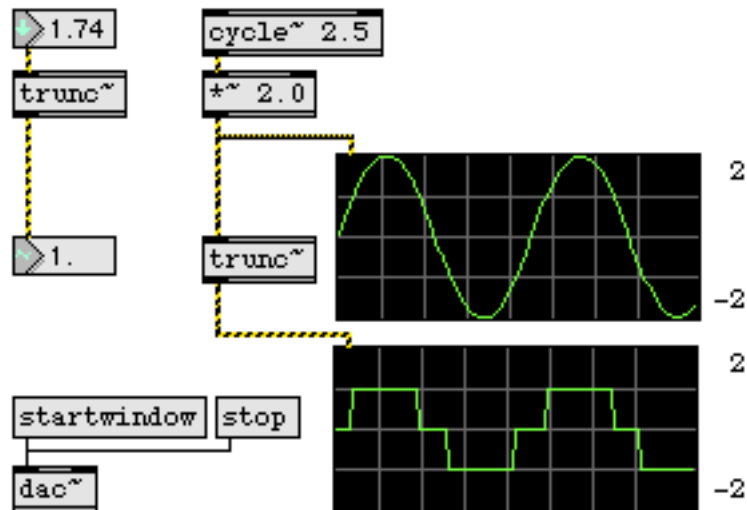 1.74
cycle~ 2.5
trunc~
*~ 2.0
2
1.
trunc~
-2
2
startwindow
stop
-2
dac~